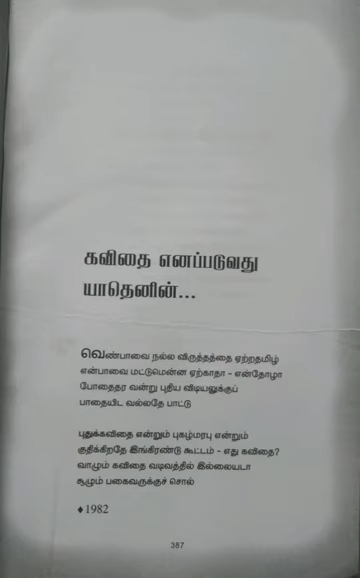 கவிதை எனப்படுவது
யாதெனின்...
வெண்பாவை நல்ல விருத்தத்தை ஏற்றதமிழ்
என்பாவை மட்டுமென்ன ஏற்காதா - என்தோழா
போதைதர வன்று புதிய விடியலுக்குப்
பாதையிட வல்லதே பாட்டு
புதுக்கவிதை என்றும் புகழ்மரபு என்றும்
குதிக்கிறதே இங்கிரண்டு கூட்டம் - எது கவிதை?
வாழும் கவிதை வடிவத்தில் இல்லையடா
சூழும் பகைவருக்குச் சொல்
♦1982
387